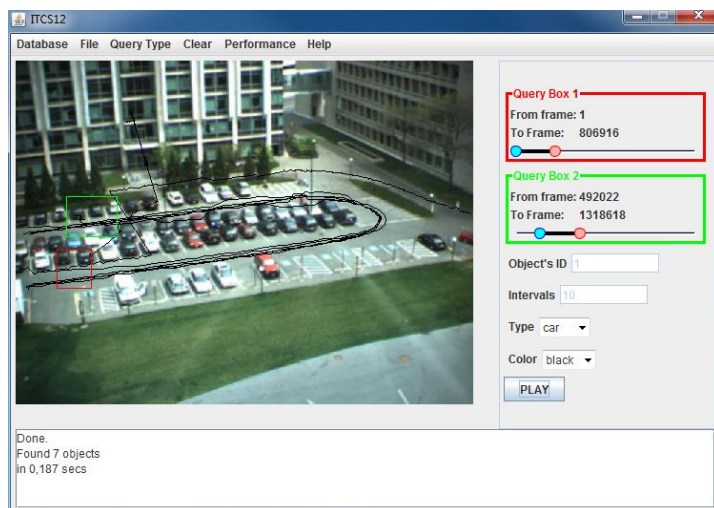 ITCS12
Database File Query Type Clear Performance Help
Query Box 1
From frame: 1
To Frame: 806916
Query Box 2
From frame: 492022
To Frame: 1318618
Object's ID 1
Intervals 10
Type car
Color black
PLAY
Done.
Found 7 objects
in 0,187 secs